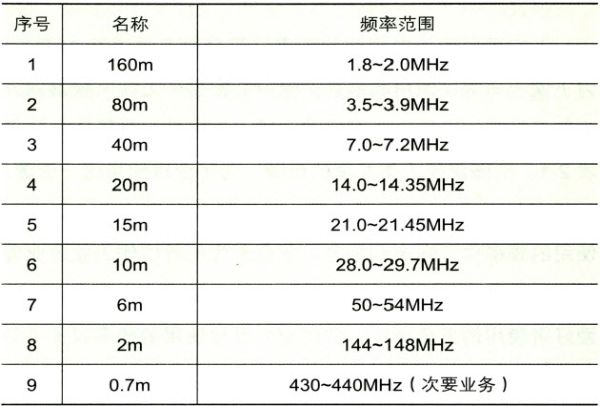 序号 名称 频率范围
1 160m 1.8~2.0MHz
2 80m 3.5~3.9MHz
3 40m 7.0~7.2MHz
4 20m 14.0~14.35MHz
5 15m 21.0~21.45MHz
6 10m 28.0~29.7MHz
7 6m 50~54MHz
8 2m 144~148MHz
9 0.7m 430~440MHz（次要业务）